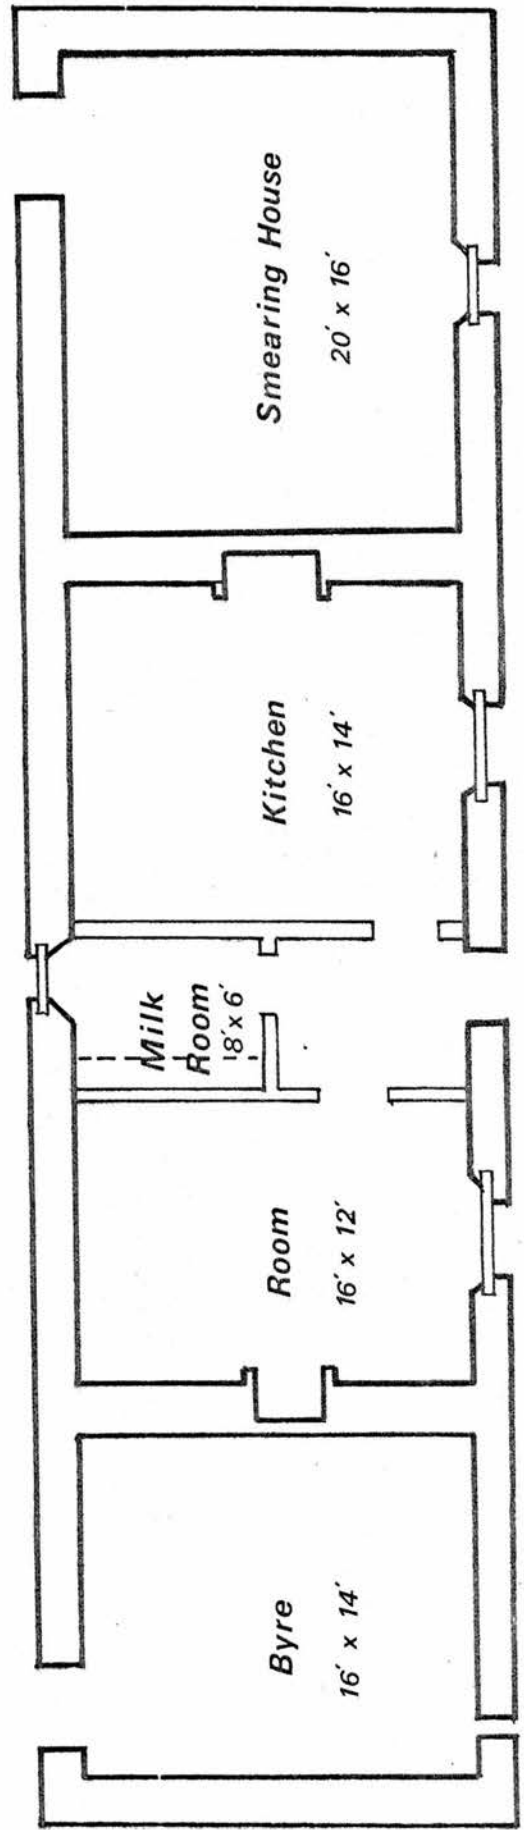 Byre
16' x 14'
Room
16' x 12'
Milk
Room
8' x 6'
Kitchen
16' x 14'
Smearing House
20' x 16'